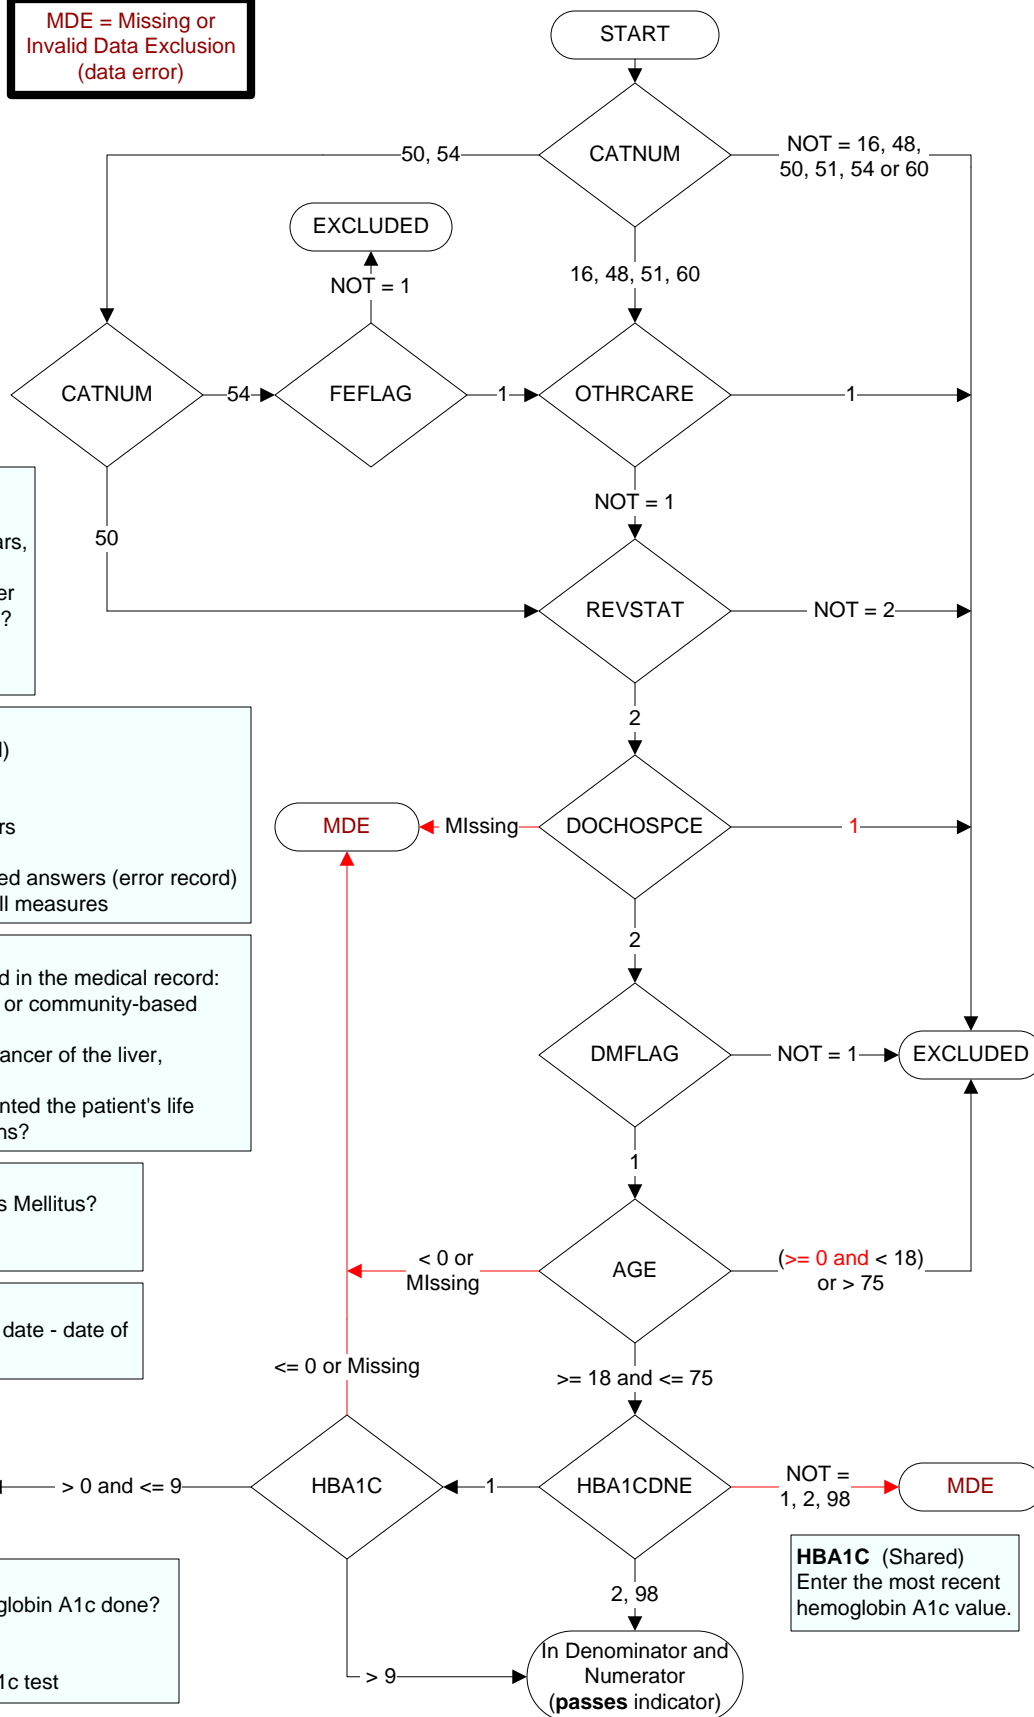 MDE = Missing or
Invalid Data Exclusion
(data error)
START
CATNUM
50, 54
NOT = 16, 48,
50, 51, 54 or 60
EXCLUDED
NOT = 1
16, 48, 51, 60
CATNUM
54
FEFLAG
1
OTHRCARE
1
NOT = 1
50
REVSTAT
NOT = 2
2
MDE
MIssing
DOCHOSPCE
1
2
DMFLAG
NOT = 1
EXCLUDED
1
< 0 or
MIssing
AGE
(>= 0 and < 18)
or > 75
<= 0 or Missing
>= 18 and <= 75
> 0 and <= 9
HBA1C
1
HBA1CDNE
NOT =
1, 2, 98
MDE
2, 98
HBA1C (Shared)
Enter the most recent
hemoglobin A1c value.
> 9
In Denominator and
Numerator
(passes indicator)
?
rs
ed answers (error record)
ll measures
d in the medical record:
or community-based
ancer of the liver,
nted the patient's life
ns?
s Mellitus?
date - date of
globin A1c done?
1c test